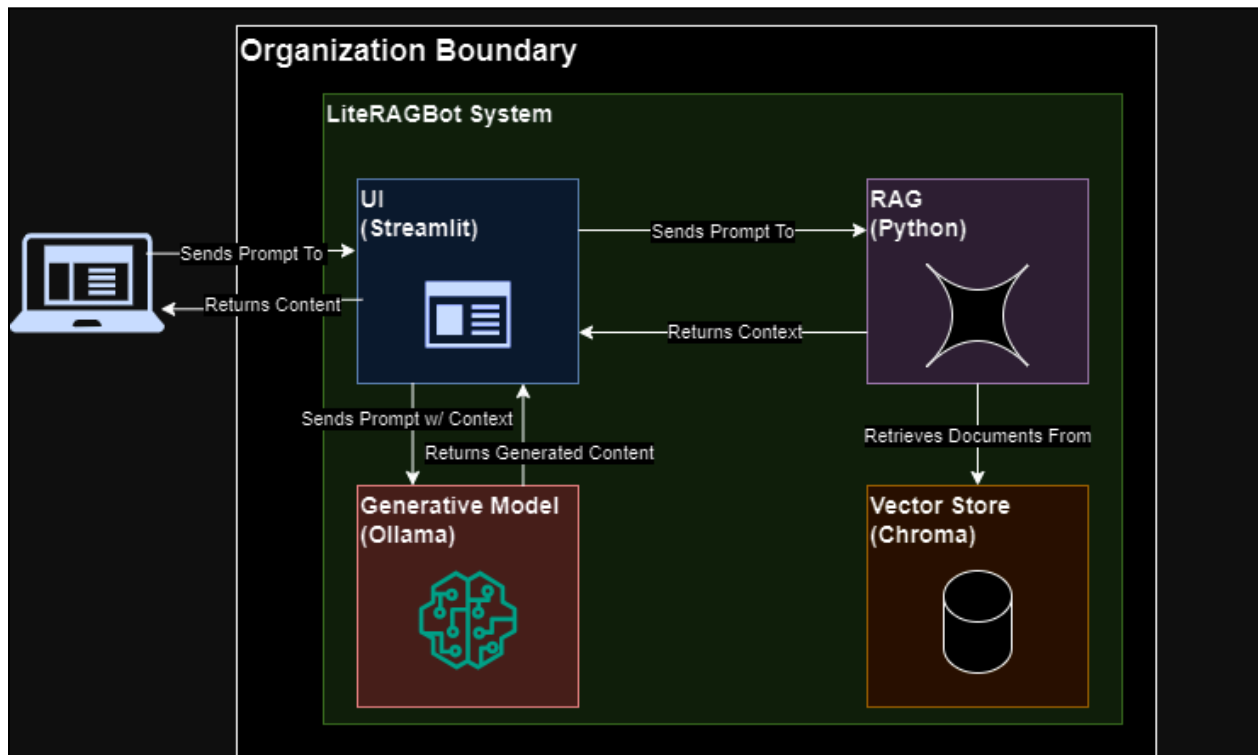 Organization Boundary
LiteRAGBot System
UI
(Streamlit)
RAG
(Python)
Sends Prompt To
Sends Prompt To
Returns Content
Returns Context
Sends Prompt w/ Context
Returns Generated Content
Retrieves Documents From
Generative Model
(Ollama)
Vector Store
(Chroma)